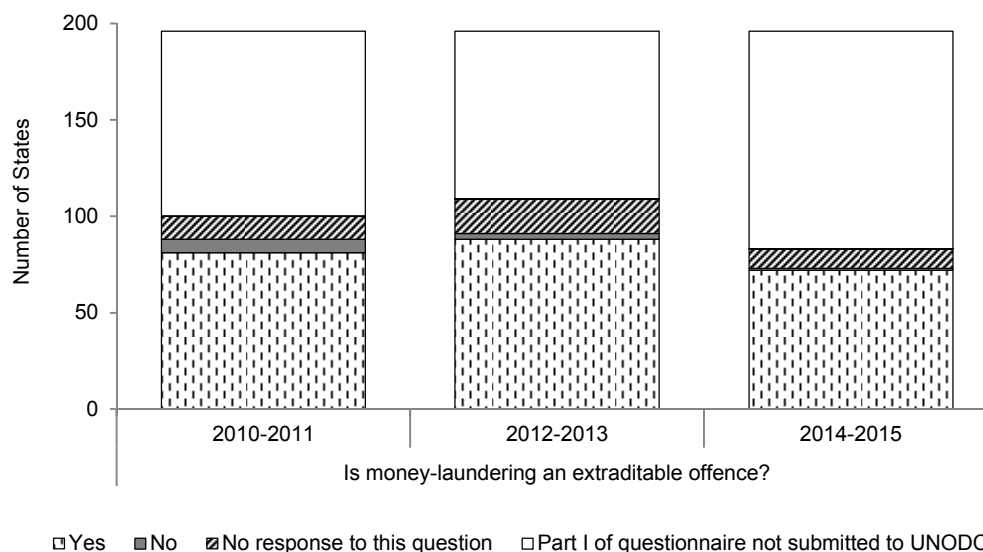 200
150
100
50
0
Number of States
2010-2011 2012-2013 2014-2015
Is money-laundering an extraditable offence?
Yes No No response to this question Part I of questionnaire not submitted to UNODC